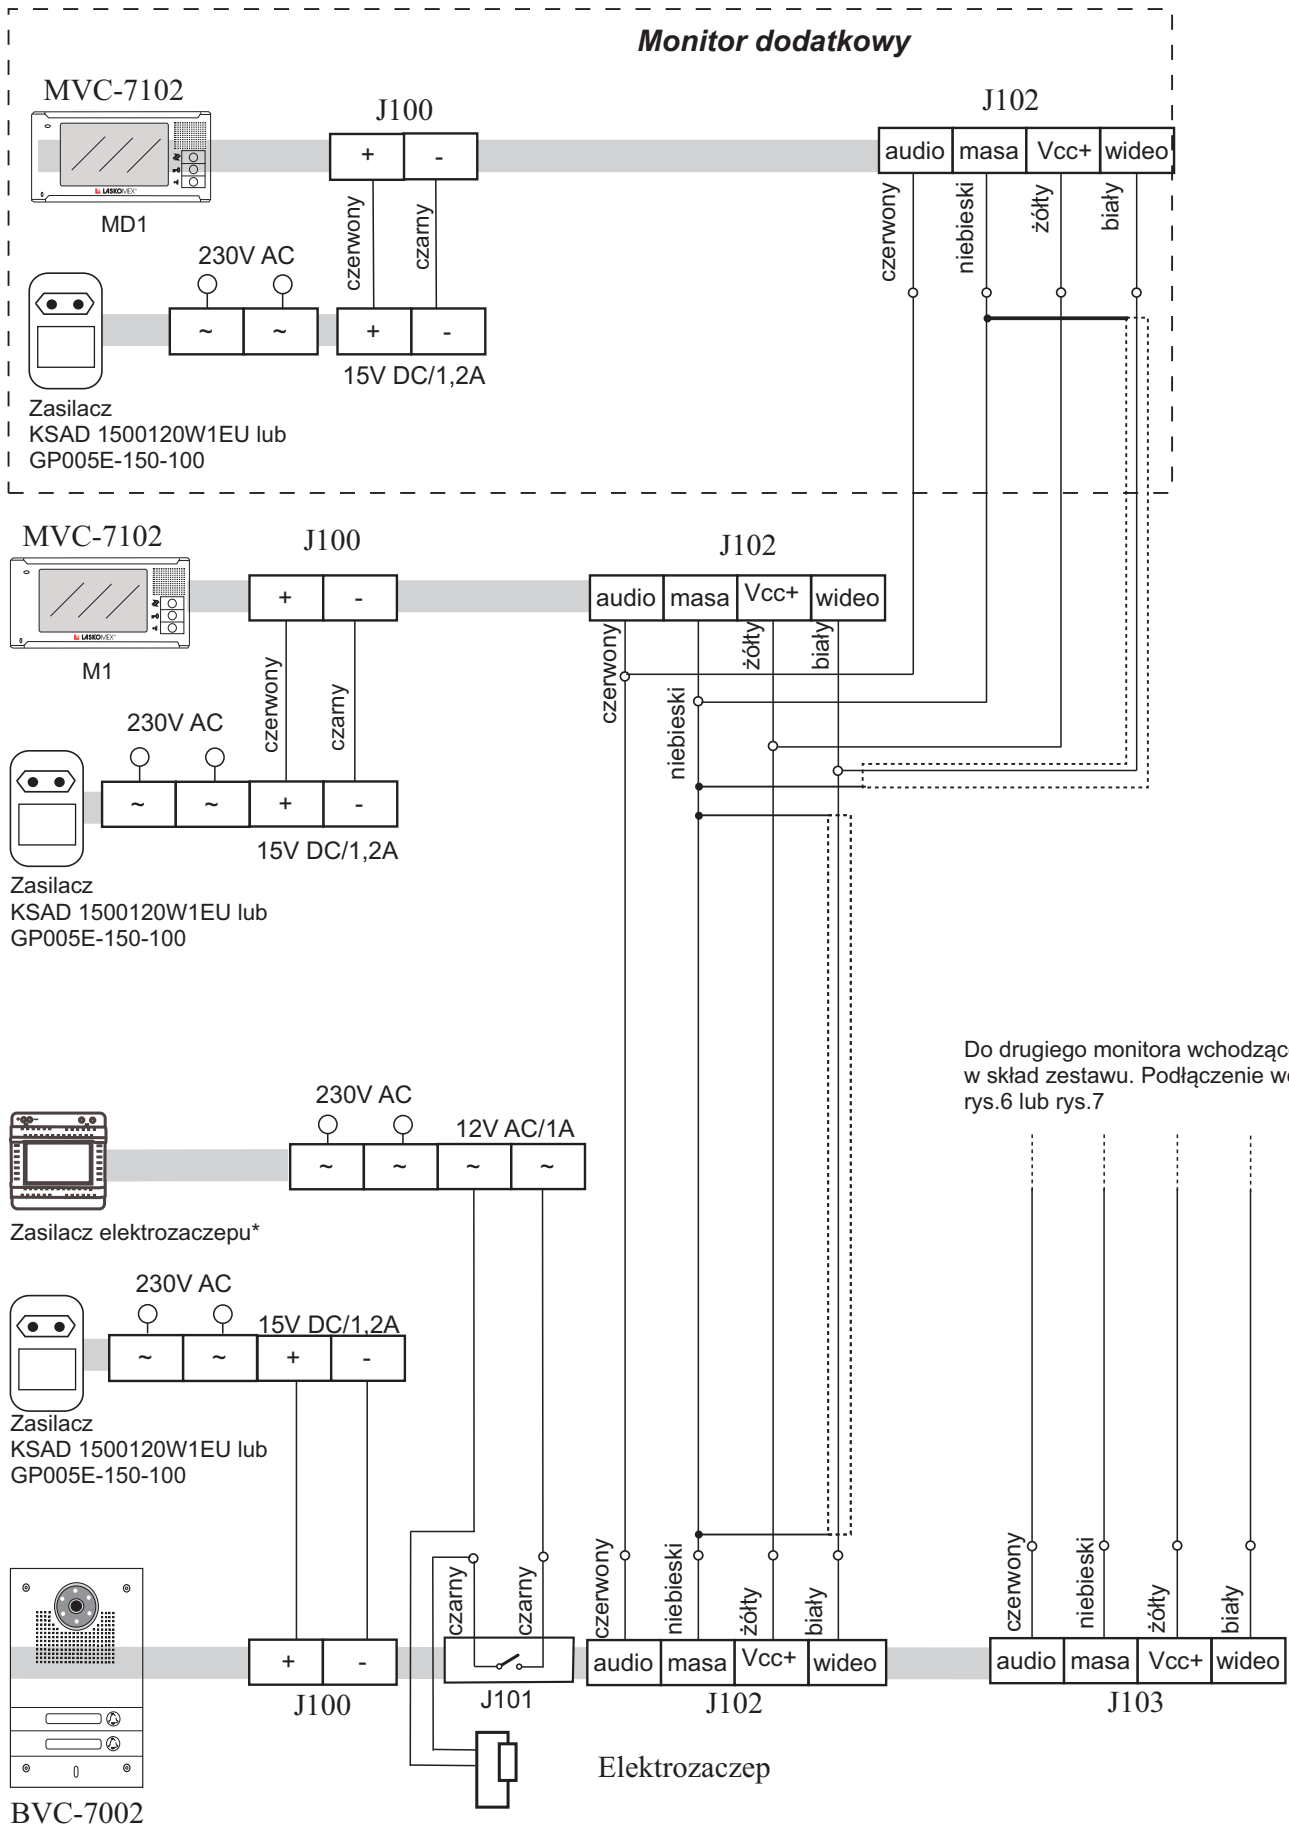 Monitor dodatkowy
MVC-7102
J100
J102
+ -
audio masa Vcc+ wideo
LASKOMEX
MD1
czerwony
czarny
czerwony
niebieski
żółty
biały
230V AC
~ ~ + -
15V DC/1,2A
Zasilacz
KSAD 1500120W1EU lub
GP005E-150-100
MVC-7102
J100
J102
+ -
audio masa Vcc+ wideo
LASKOMEX
M1
czerwony
czarny
czerwony
niebieski
żółty
biały
230V AC
~ ~ + -
15V DC/1,2A
Zasilacz
KSAD 1500120W1EU lub
GP005E-150-100
Do drugiego monitora
w skład zestawu. Podłączenie
rys.6 lub rys.7
230V AC
12V AC/1A
~ ~ ~ ~
Zasilacz elektrozaczepu*
230V AC
15V DC/1,2A
~ ~ + -
Zasilacz
KSAD 1500120W1EU lub
GP005E-150-100
czarny
czarny
czerwony
niebieski
żółty
biały
czerwony
niebieski
żółty
biały
+ -
audio masa Vcc+ wideo
audio masa Vcc+ wideo
J100
J101
J102
J103
Elektrozaczep
BVC-7002